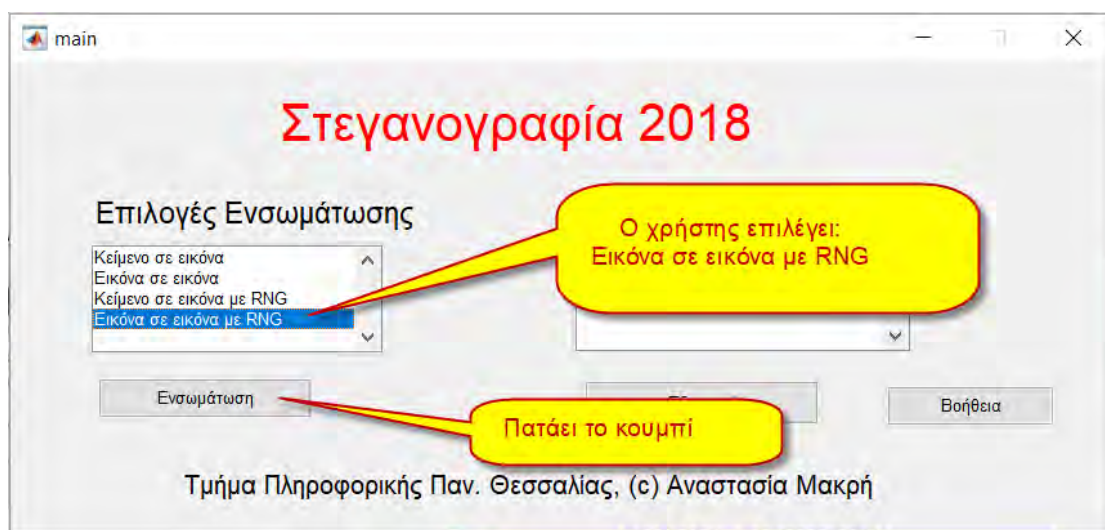 main
Στεγανογραφία 2018
Επιλογές Ενσωμάτωσης
Κείμενο σε εικόνα
Εικόνα σε εικόνα
Κείμενο σε εικόνα με RNG
Εικόνα σε εικόνα με RNG
Ο χρήστης επιλέγει:
Εικόνα σε εικόνα με RNG
Ενσωμάτωση
Πατάει το κουμπί
Βοήθεια
Τμήμα Πληροφορικής Παν. Θεσσαλίας, (c) Αναστασία Μακρή